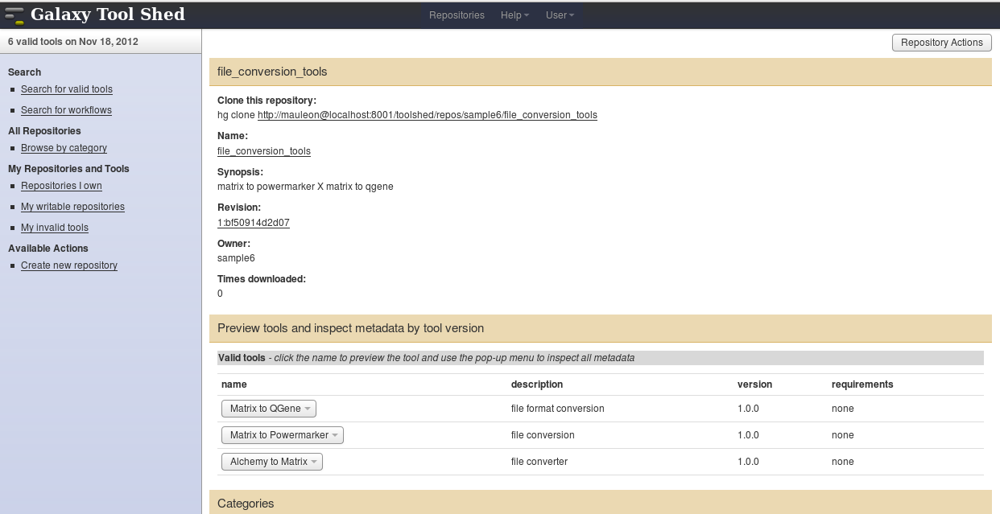 Galaxy Tool Shed
Repositories Help User
6 valid tools on Nov 18, 2012
Search
Search for valid tools
Search for workflows
All Repositories
Browse by category
My Repositories and Tools
Repositories I own
My writable repositories
My invalid tools
Available Actions
Create new repository
Repository Actions
file_conversion_tools
Clone this repository:
hg clone http://mauleon@localhost:8001/toolshed/repos/sample6/file_conversion_tools
Name:
file_conversion_tools
Synopsis:
matrix to powermarker X matrix to qgene
Revision:
1:bf50914d2d07
Owner:
sample6
Times downloaded:
0
Preview tools and inspect metadata by tool version
Valid tools - click the name to preview the tool and use the pop-up menu to inspect all metadata
name description version requirements
Matrix to QGene file format conversion 1.0.0 none
Matrix to Powermarker file conversion 1.0.0 none
Alchemy to Matrix file converter 1.0.0 none
Categories